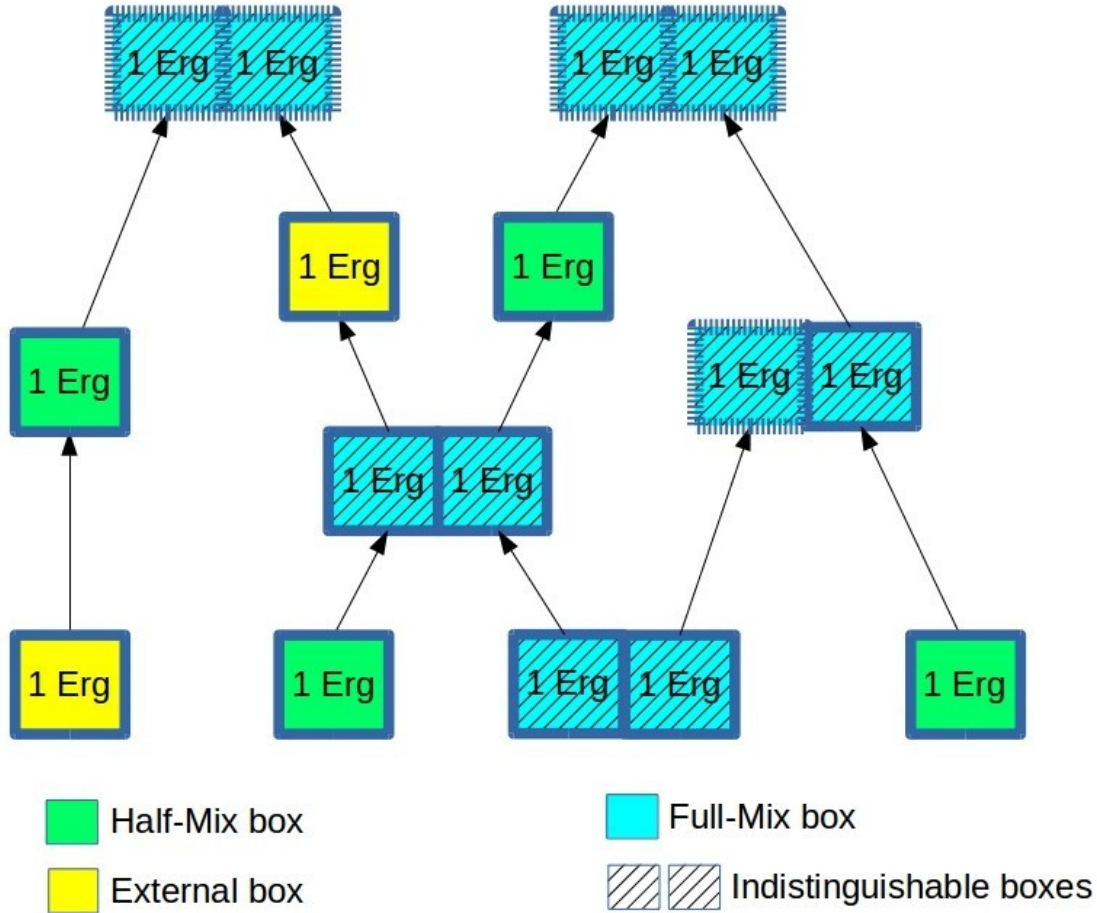 1 Erg 1 Erg 1 Erg 1 Erg
1 Erg 1 Erg
1 Erg 1 Erg 1 Erg
1 Erg 1 Erg
1 Erg 1 Erg 1 Erg 1 Erg 1 Erg
Half-Mix box Full-Mix box
External box Indistinguishable boxes